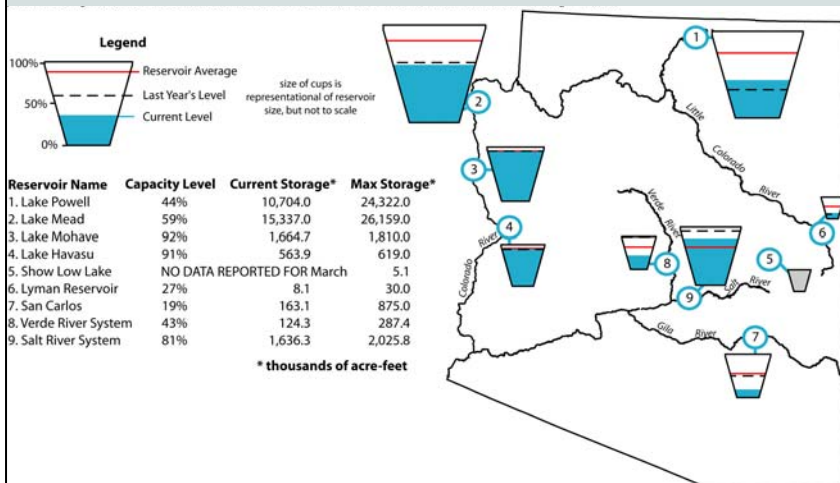 Legend
100%
50%
0%
Reservoir Average
Last Year's Level
Current Level
size of cups is
representational of reservoir
size, but not to scale
Reservoir Name Capacity Level Current Storage* Max Storage*
1. Lake Powell 44% 10,704.0 24,322.0
2. Lake Mead 59% 15,337.0 26,159.0
3. Lake Mohave 92% 1,664.7 1,810.0
4. Lake Havasu 91% 563.9 619.0
5. Show Low Lake NO DATA REPORTED FOR March 5.1
6. Lyman Reservoir 27% 8.1 30.0
7. San Carlos 19% 163.1 875.0
8. Verde River System 43% 124.3 287.4
9. Salt River System 81% 1,636.3 2,025.8
* thousands of acre-feet
1
2
3
4
5
6
7
8
9
Little
Colorado
River
Verde
River
Colorado
River
Salt
River
Gila
River